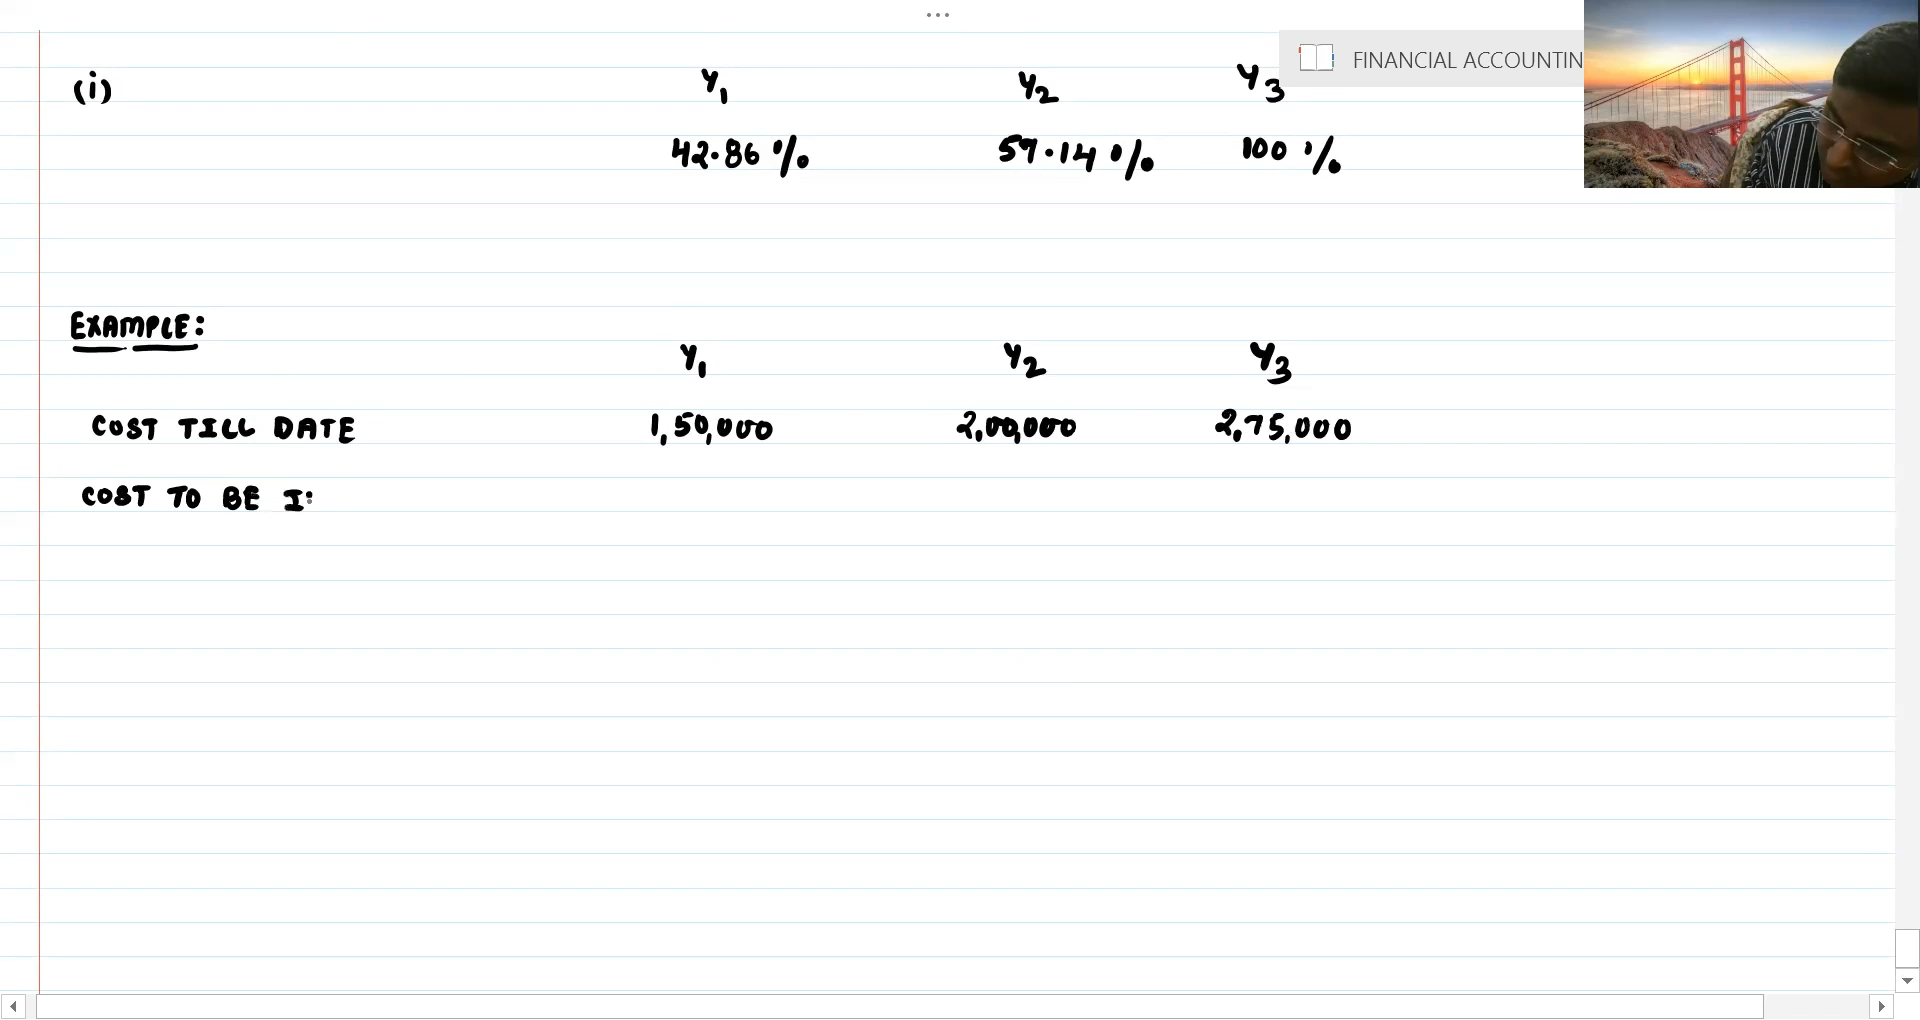 FINANCIAL ACCOUNTIN
(i) Y1 Y2 Y3
42.86 % 57.14 % 100 %
EXAMPLE:
Y1 Y2 Y3
COST TILL DATE 1,50,000 2,00,000 2,75,000
COST TO BE I